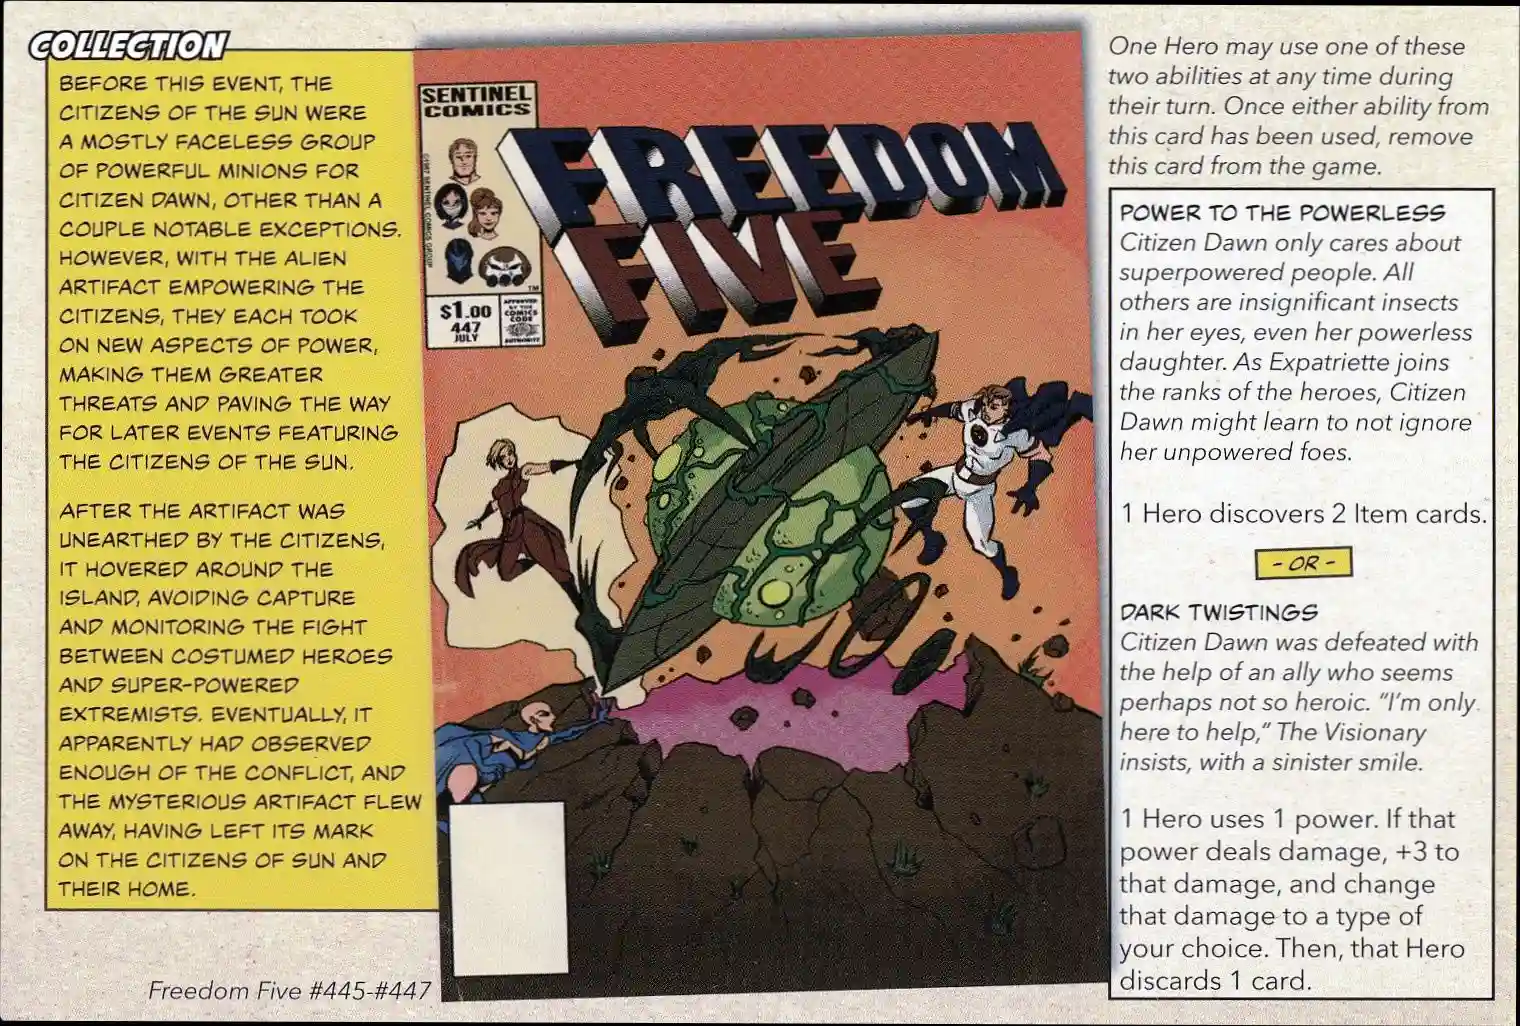 COLLECTION
BEFORE THIS EVENT, THE
CITIZENS OF THE SUN WERE
A MOSTLY FACELESS GROUP
OF POWERFUL MINIONS FOR
CITIZEN DAWN, OTHER THAN A
COUPLE NOTABLE EXCEPTIONS.
HOWEVER, WITH THE ALIEN
ARTIFACT EMPOWERING THE
CITIZENS, THEY EACH TOOK
ON NEW ASPECTS OF POWER,
MAKING THEM GREATER
THREATS AND PAVING THE WAY
FOR LATER EVENTS FEATURING
THE CITIZENS OF THE SUN.
AFTER THE ARTIFACT WAS
UNEARTHED BY THE CITIZENS,
IT HOVERED AROUND THE
ISLAND, AVOIDING CAPTURE
AND MONITORING THE FIGHT
BETWEEN COSTUMED HEROES
AND SUPER-POWERED
EXTREMISTS. EVENTUALLY, IT
APPARENTLY HAD OBSERVED
ENOUGH OF THE CONFLICT, AND
THE MYSTERIOUS ARTIFACT FLEW
AWAY, HAVING LEFT ITS MARK
ON THE CITIZENS OF SUN AND
THEIR HOME.
Freedom Five #445-#447
SENTINEL
COMICS
TM
$1.00
447
JULY
APPROVED
BY THE
COMICS
CODE
AUTHORITY
FREEDOM
FIVE
One Hero may use one of these
two abilities at any time during
their turn. Once either ability from
this card has been used, remove
this card from the game.
POWER TO THE POWERLESS
Citizen Dawn only cares about
superpowered people. All
others are insignificant insects
in her eyes, even her powerless
daughter. As Expatriette joins
the ranks of the heroes, Citizen
Dawn might learn to not ignore
her unpowered foes.
1 Hero discovers 2 Item cards.
- OR -
DARK TWISTINGS
Citizen Dawn was defeated with
the help of an ally who seems
perhaps not so heroic. “I’m only
here to help,” The Visionary
insists, with a sinister smile.
1 Hero uses 1 power. If that
power deals damage, +3 to
that damage, and change
that damage to a type of
your choice. Then, that Hero
discards 1 card.